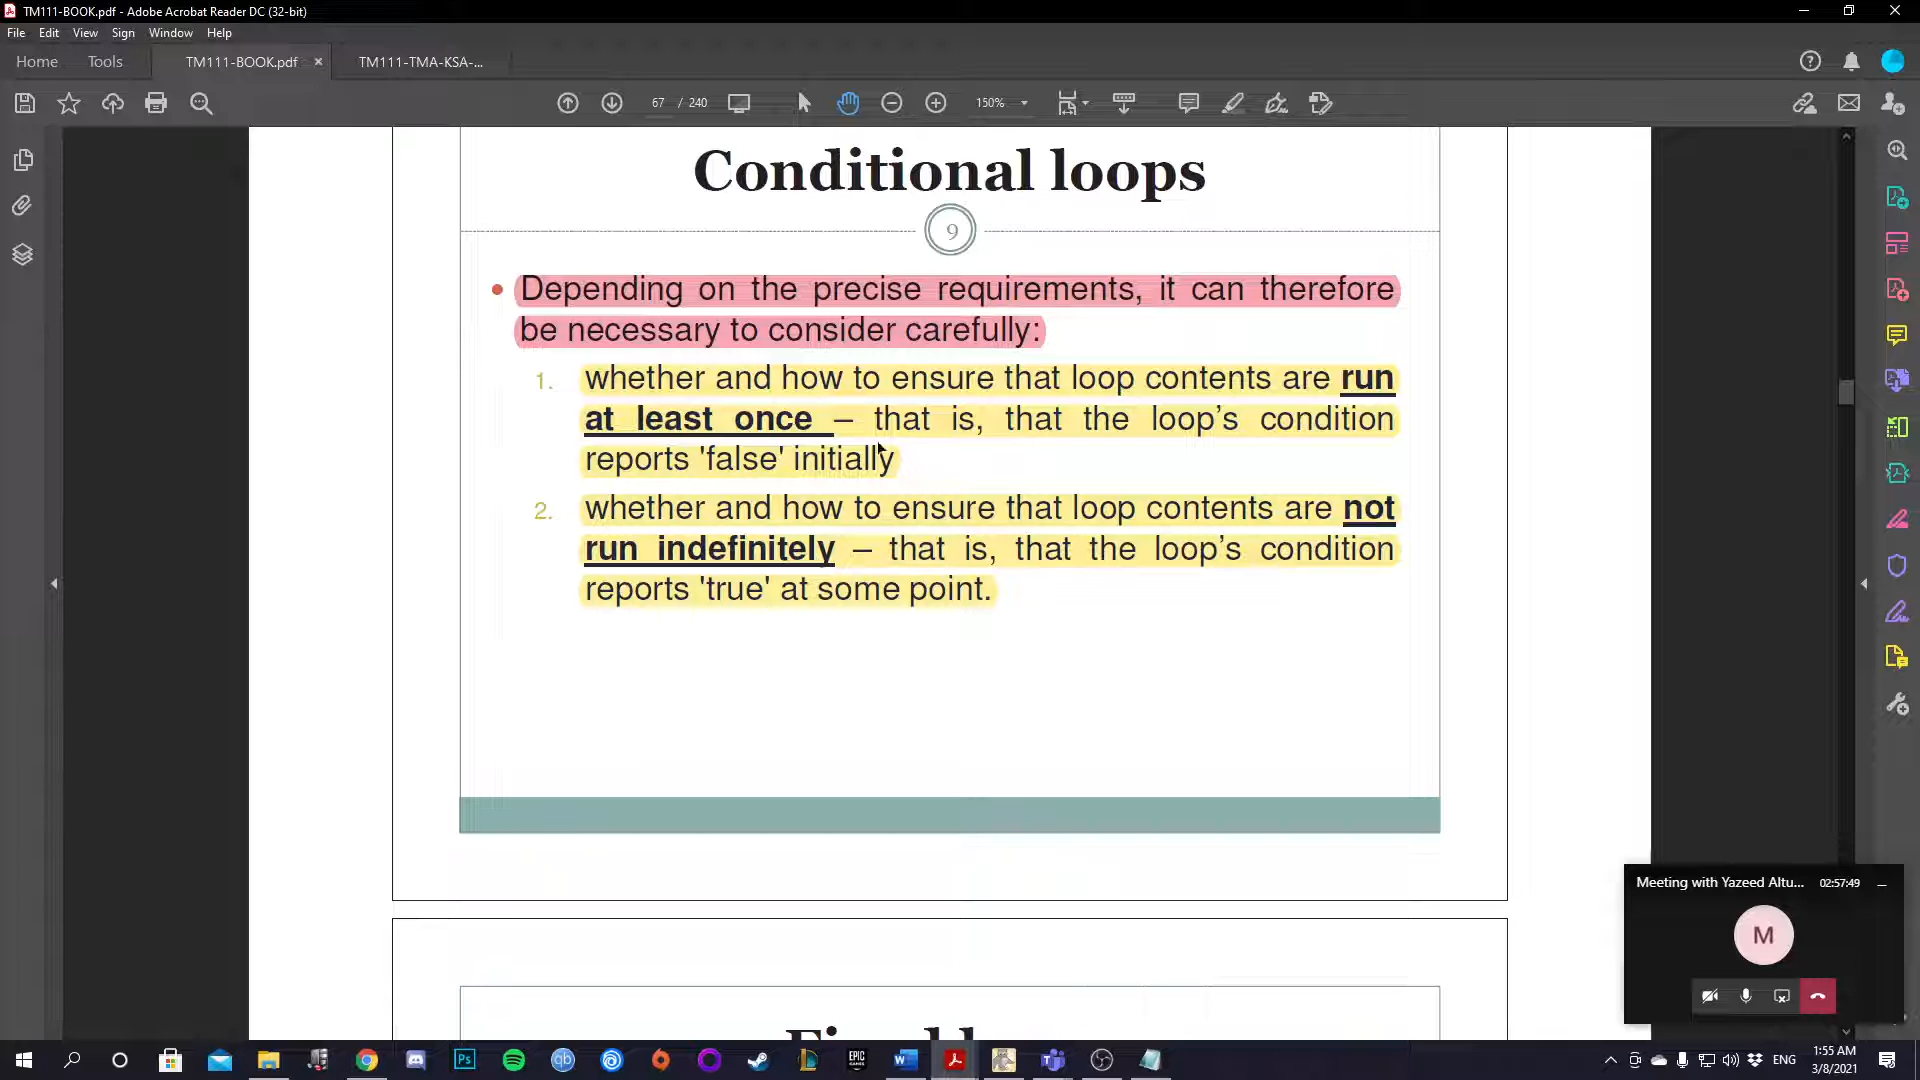 TM111-BOOK.pdf - Adobe Acrobat Reader DC (32-bit)
File Edit View Sign Window Help
Home Tools TM111-BOOK.pdf × TM111-TMA-KSA-...
67 / 240 150%
Conditional loops
9
• Depending on the precise requirements, it can therefore
be necessary to consider carefully:
1. whether and how to ensure that loop contents are run
at least once – that is, that the loop’s condition
reports 'false' initially
2. whether and how to ensure that loop contents are not
run indefinitely – that is, that the loop’s condition
reports 'true' at some point.
Meeting with Yazeed Altu... 02:57:49
M
Ps
qb
EPIC
GAMES
ENG
1:55 AM
3/8/2021